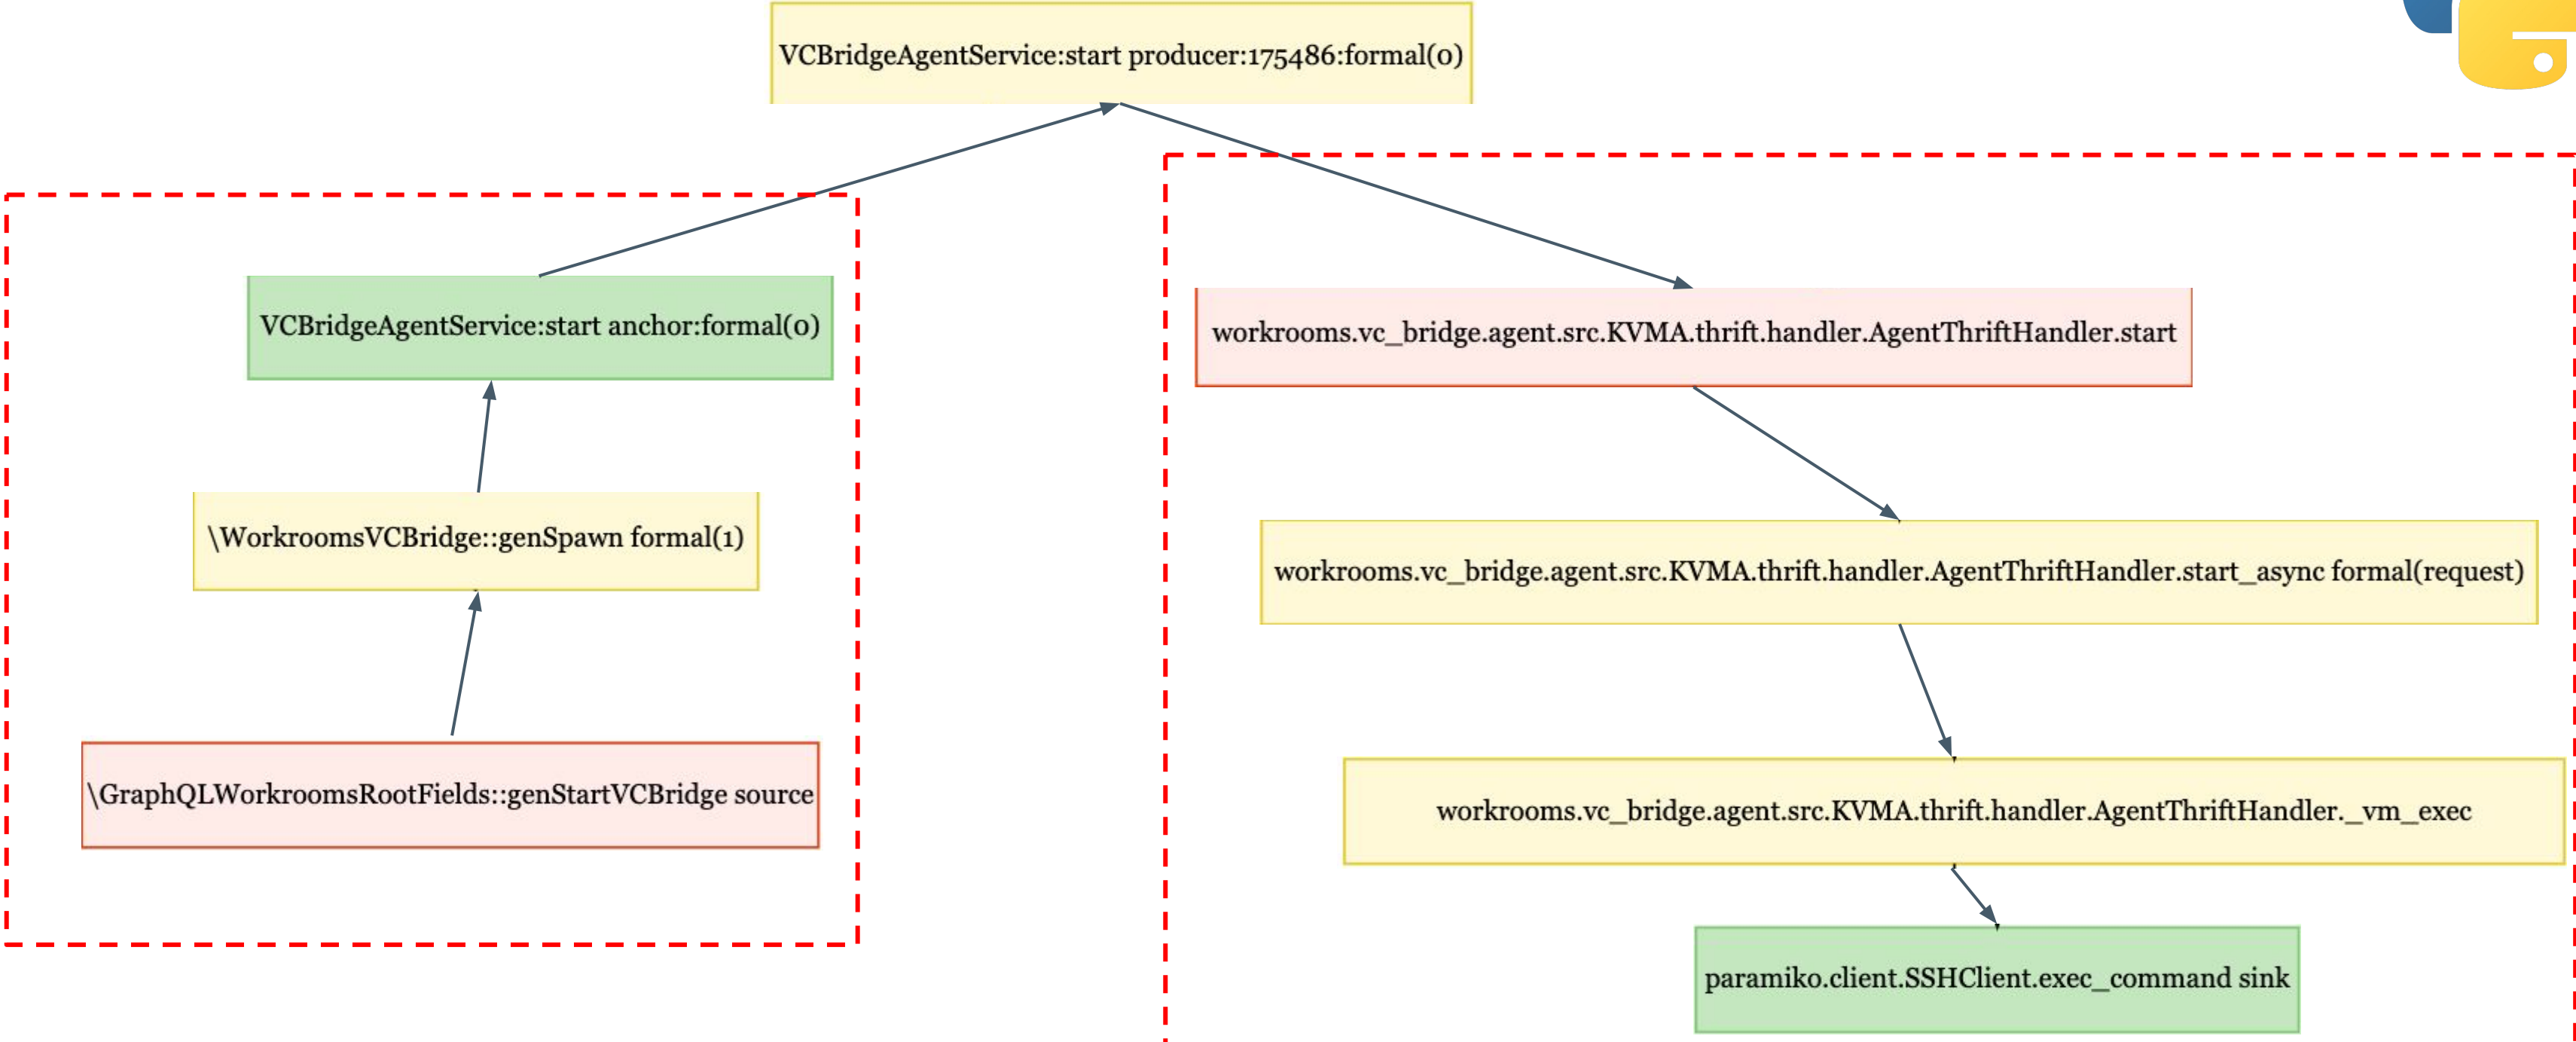 VCBridgeAgentService:start producer:175486:formal(0)
VCBridgeAgentService:start anchor:formal(0)
\WorkroomsVCBridge::genSpawn formal(1)
\GraphQLWorkroomsRootFields::genStartVCBridge source
workrooms.vc_bridge.agent.src.KVMA.thrift.handler.AgentThriftHandler.start
workrooms.vc_bridge.agent.src.KVMA.thrift.handler.AgentThriftHandler.start_async formal(request)
workrooms.vc_bridge.agent.src.KVMA.thrift.handler.AgentThriftHandler._vm_exec
paramiko.client.SSHClient.exec_command sink